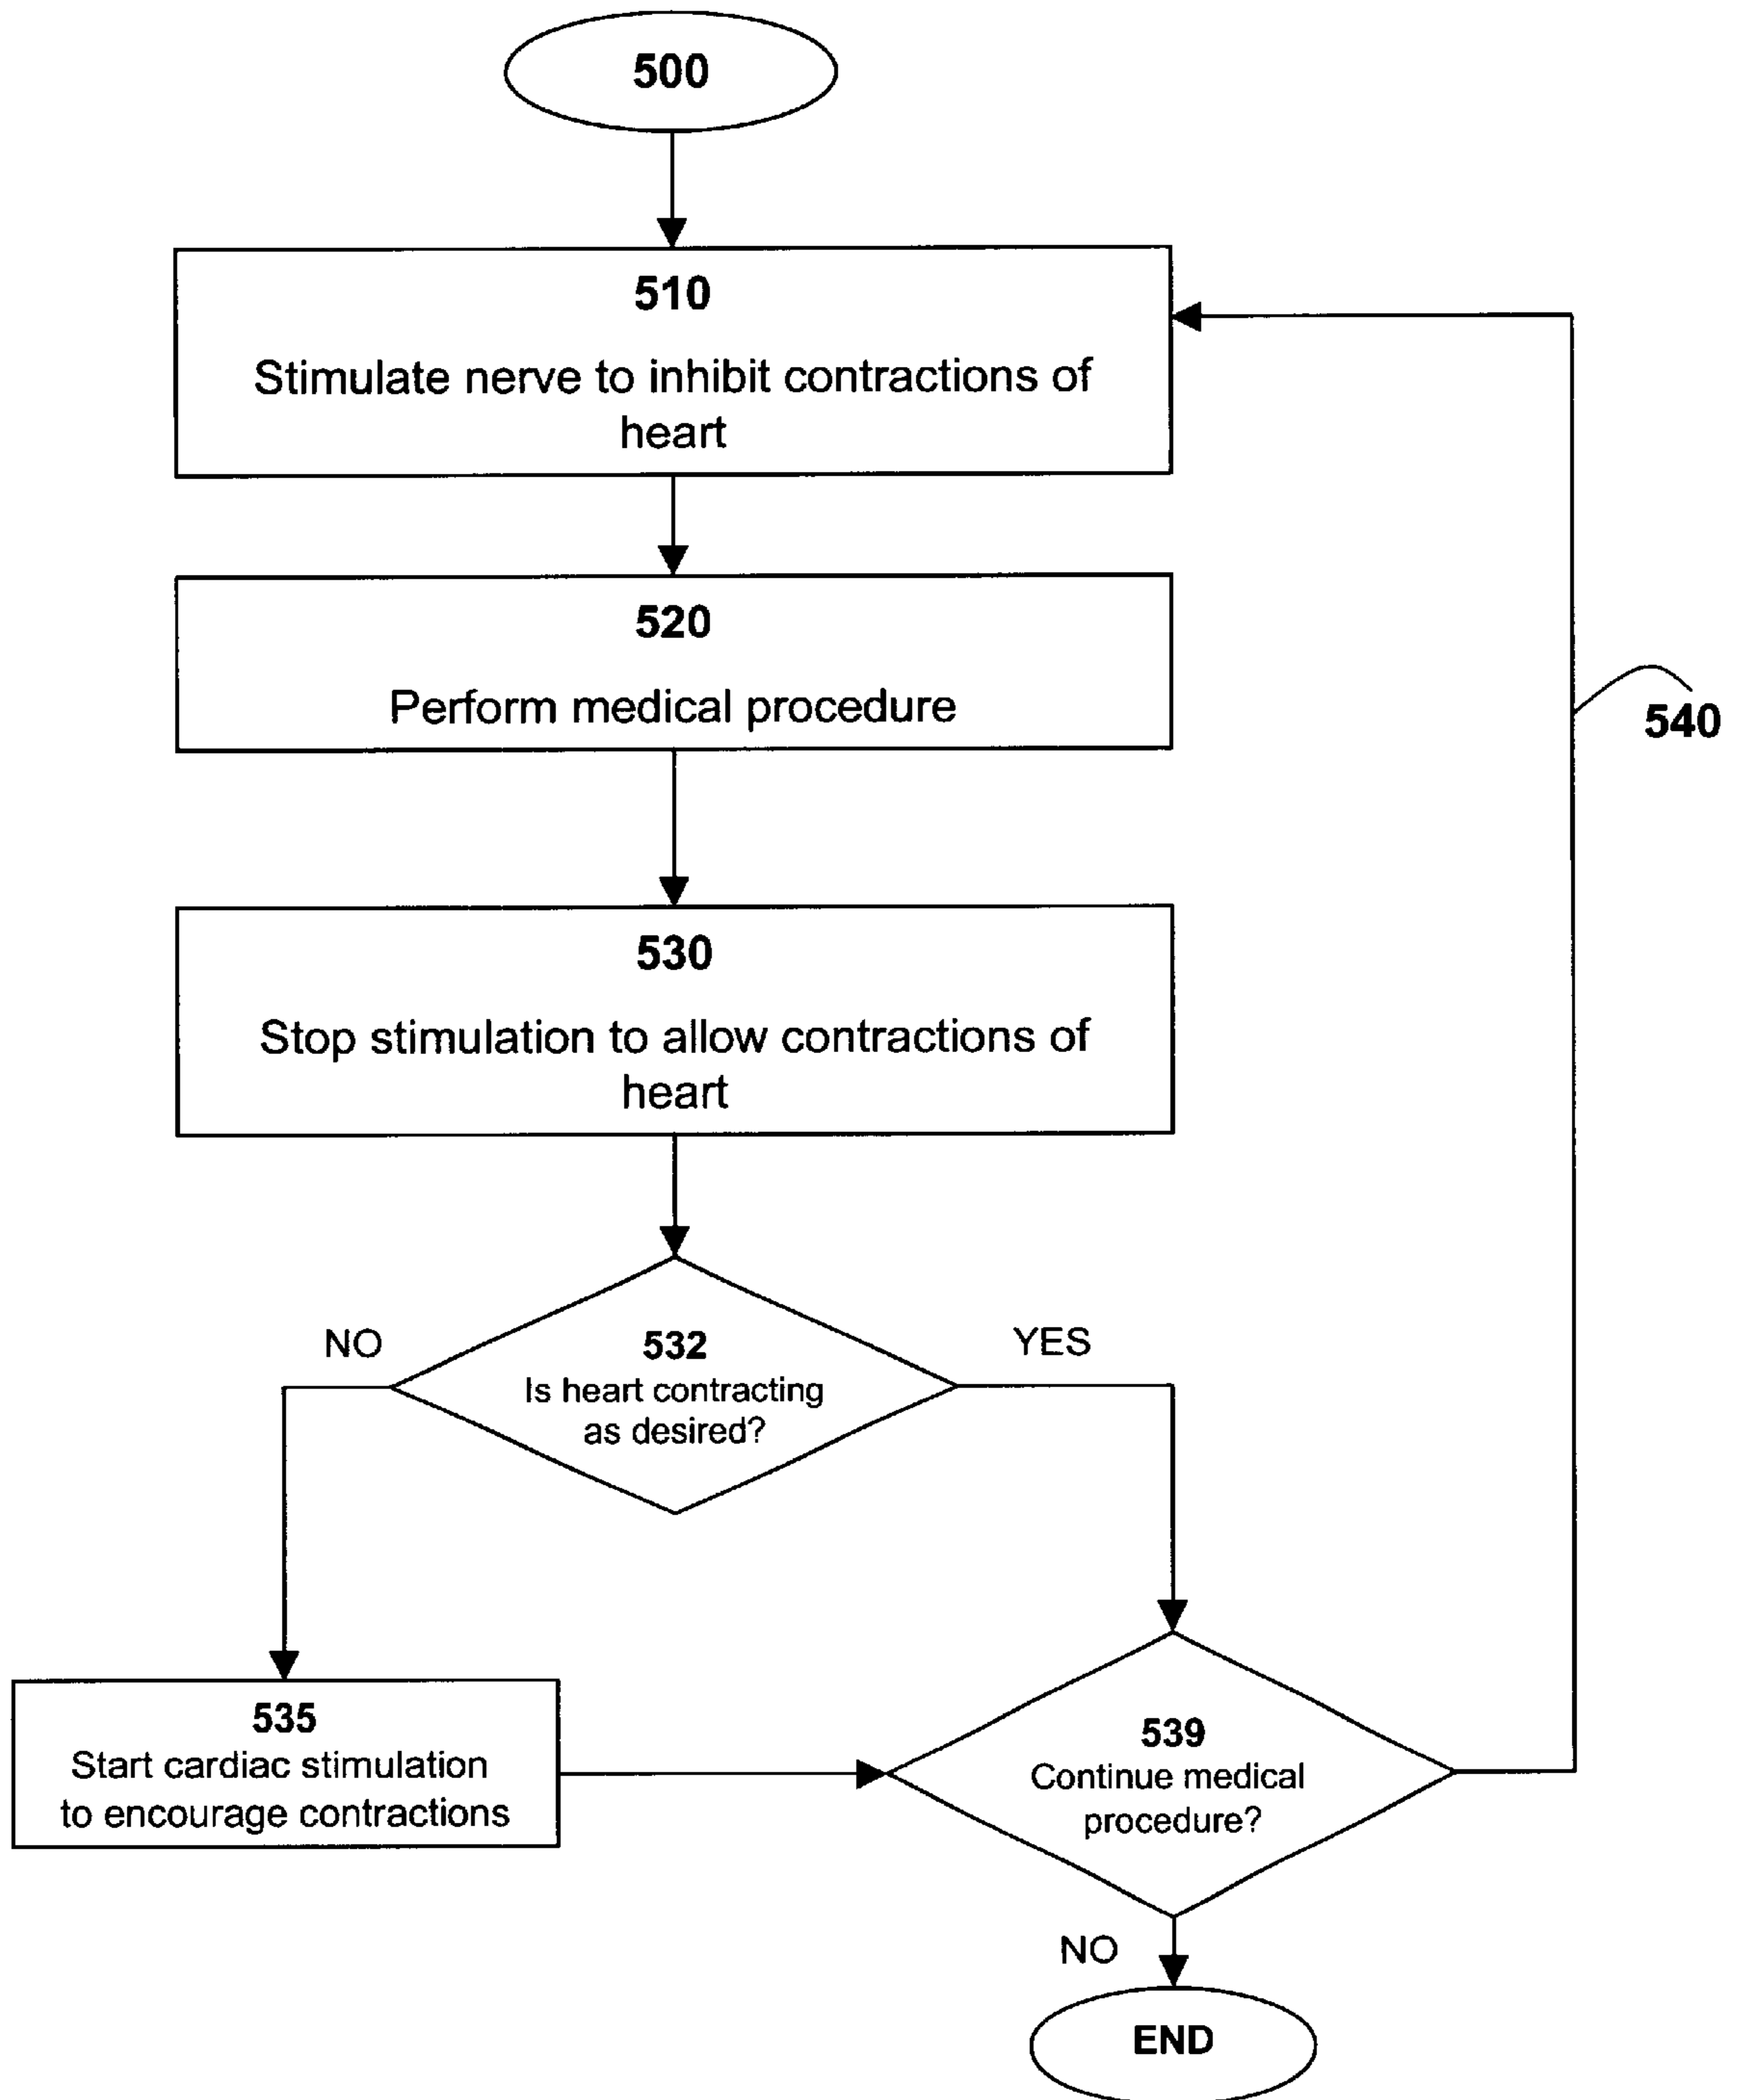 500
510
Stimulate nerve to inhibit contractions of
heart
520
Perform medical procedure
540
530
Stop stimulation to allow contractions of
heart
NO
532
YES
Is heart contracting
as desired?
535
Start cardiac stimulation
to encourage contractions
539
Continue medical
procedure?
NO
END